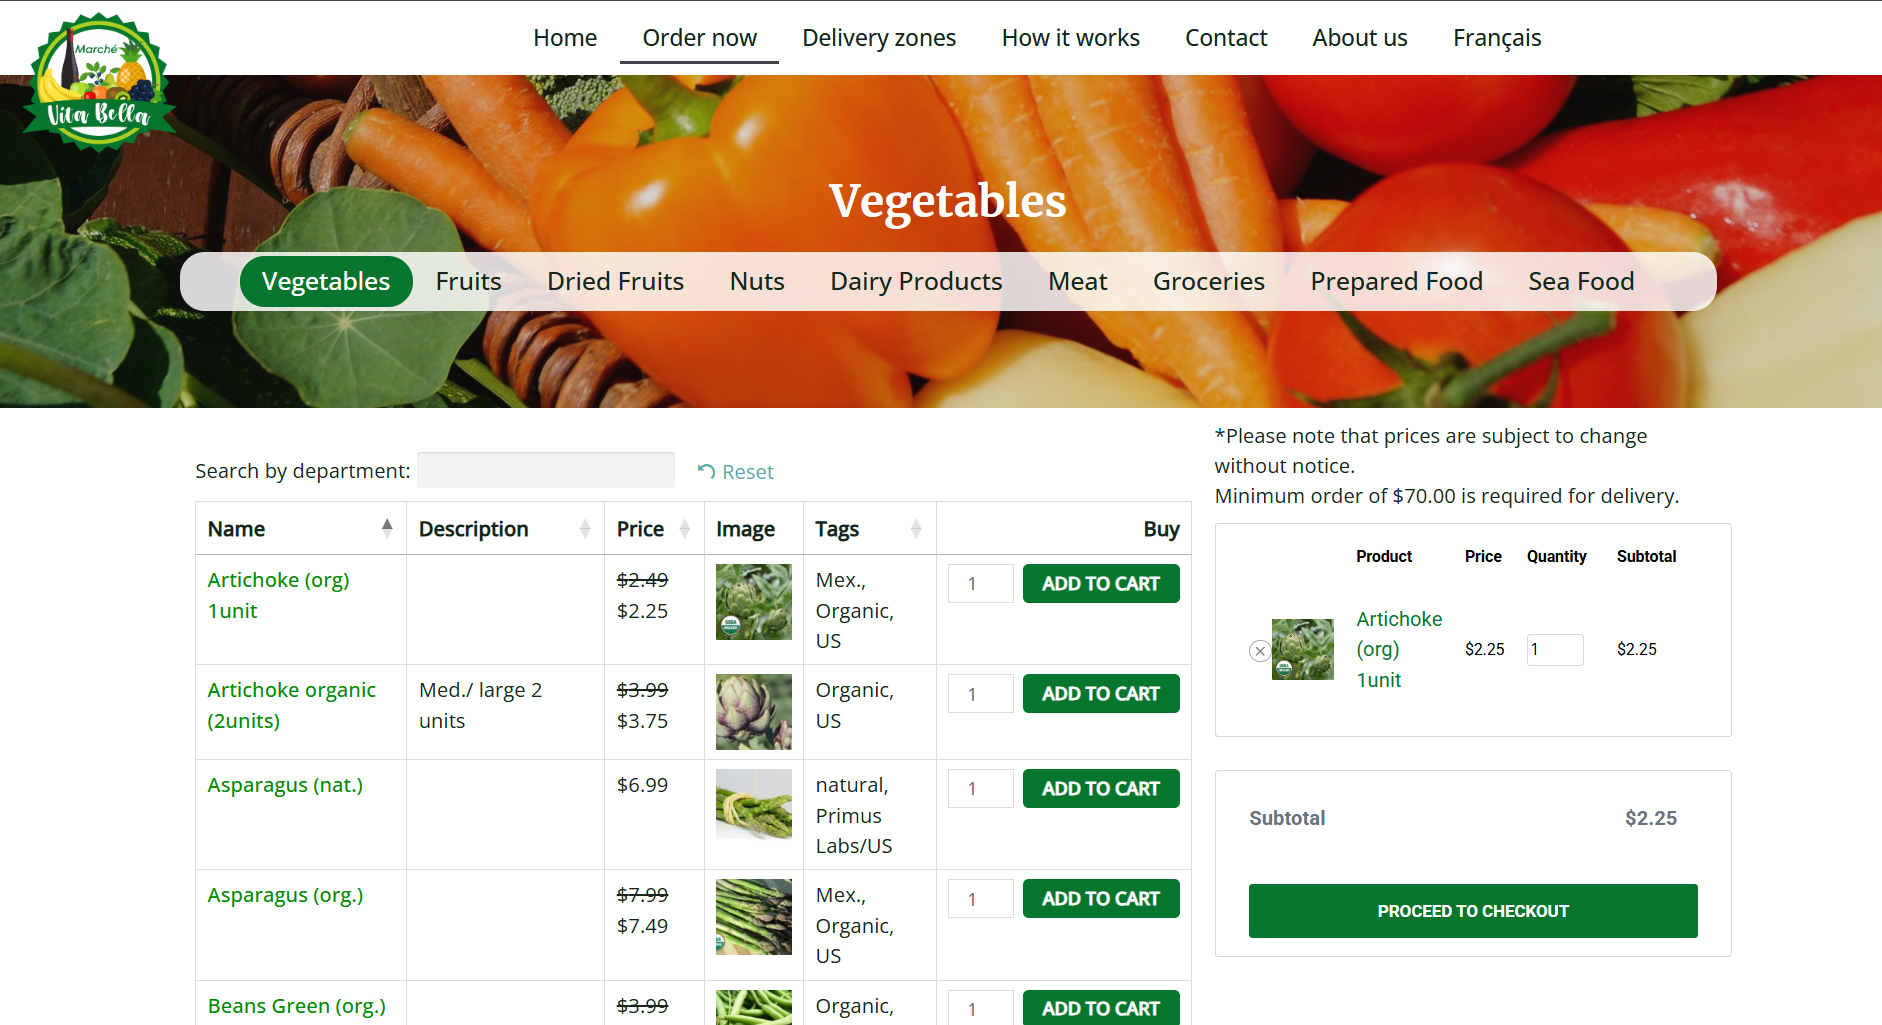 Marché
Vita Bella
Home Order now Delivery zones How it works Contact About us Français
Vegetables
Vegetables Fruits Dried Fruits Nuts Dairy Products Meat Groceries Prepared Food Sea Food
Search by department: Reset
Name Description Price Image Tags Buy
Artichoke (org)
1unit
$2.49
$2.25
Mex.,
Organic,
US
1 ADD TO CART
Artichoke organic
(2units)
Med./ large 2
units
$3.99
$3.75
Organic,
US
1 ADD TO CART
Asparagus (nat.)
$6.99
natural,
Primus
Labs/US
1 ADD TO CART
Asparagus (org.)
$7.99
$7.49
Mex.,
Organic,
US
1 ADD TO CART
Beans Green (org.)
$3.99
Organic,
1 ADD TO CART
*Please note that prices are subject to change
without notice.
Minimum order of $70.00 is required for delivery.
Product Price Quantity Subtotal
Artichoke
(org)
1unit
$2.25 1 $2.25
Subtotal $2.25
PROCEED TO CHECKOUT